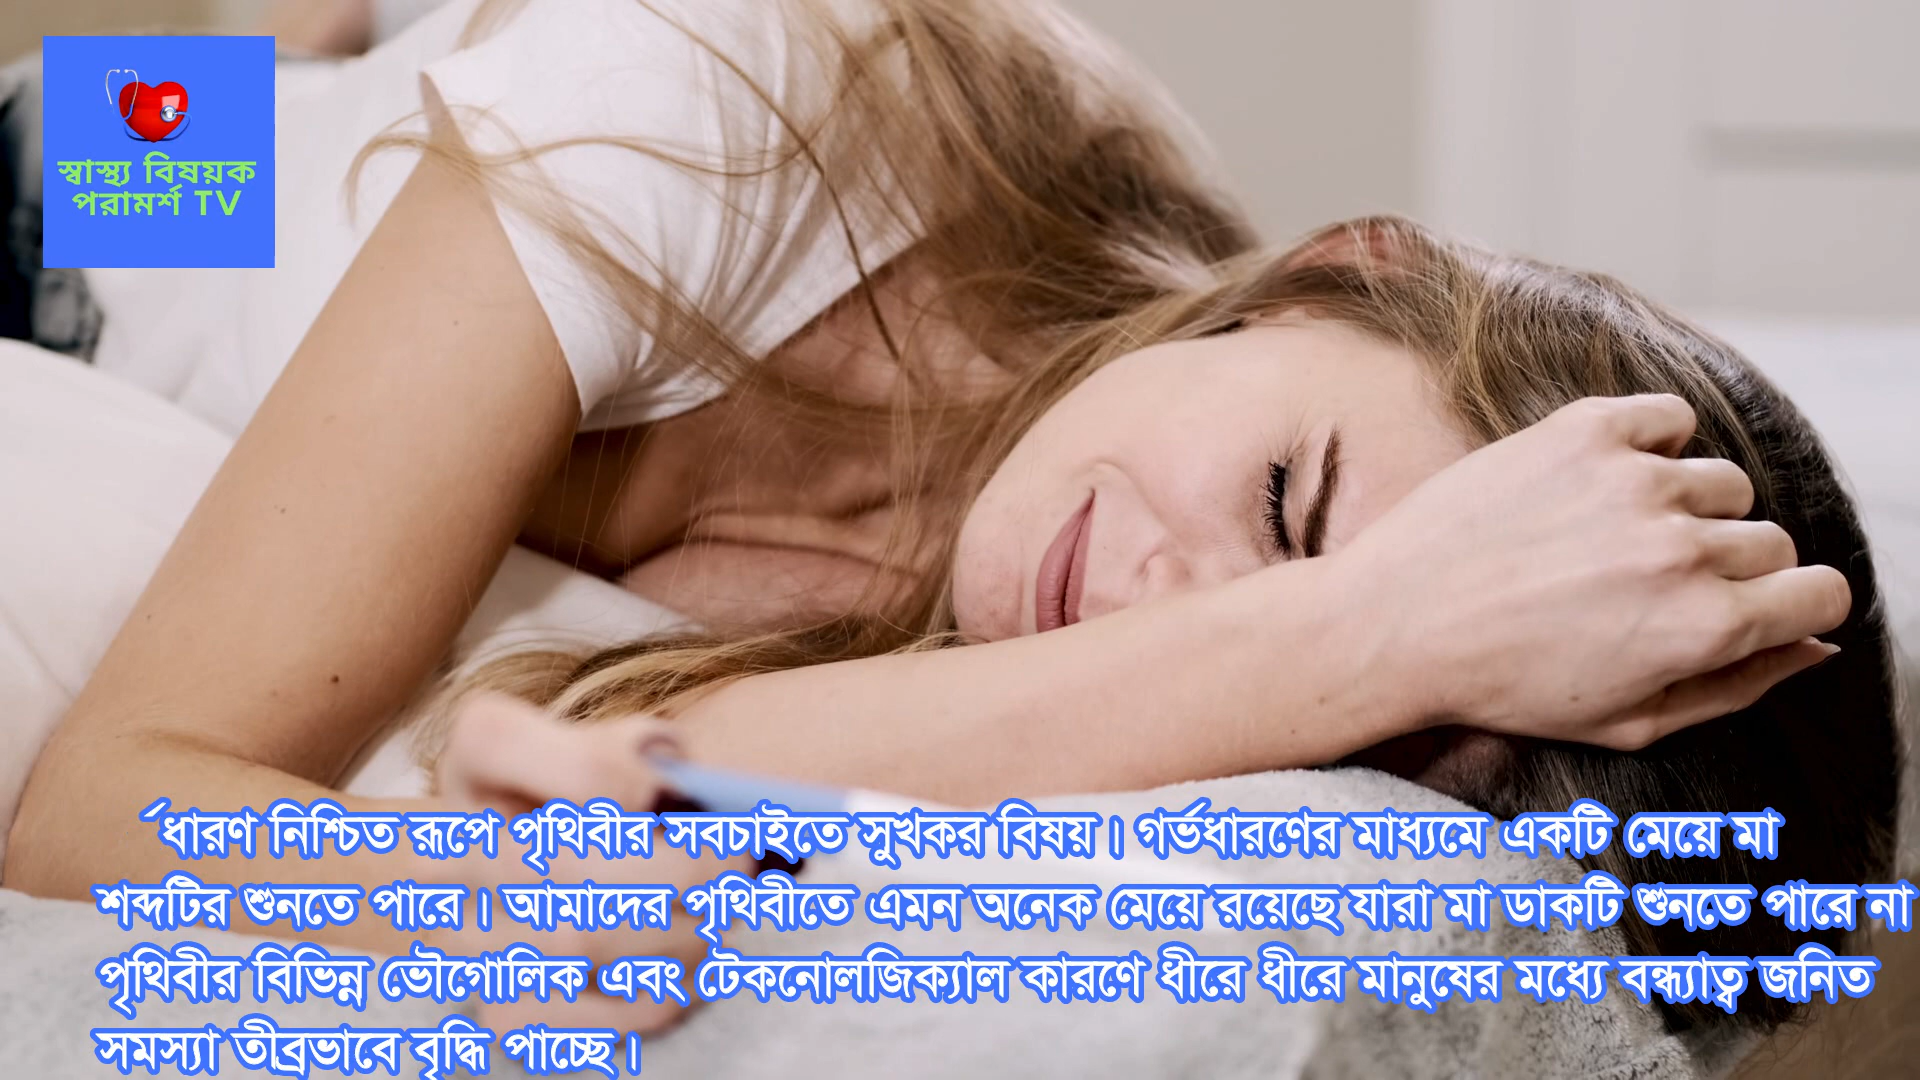 স্বাস্থ্য বিষয়ক
পরামর্শ TV
র্ধারণ নিশ্চিত রূপে পৃথিবীর সবচাইতে সুখকর বিষয়। গর্ভধারণের মাধ্যমে একটি মেয়ে মা
শব্দটির শুনতে পারে। আমাদের পৃথিবীতে এমন অনেক মেয়ে রয়েছে যারা মা ডাকটি শুনতে পারে না
পৃথিবীর বিভিন্ন ভৌগোলিক এবং টেকনোলজিক্যাল কারণে ধীরে ধীরে মানুষের মধ্যে বন্ধ্যাত্ব জনিত
সমস্যা তীব্রভাবে বৃদ্ধি পাচ্ছে।